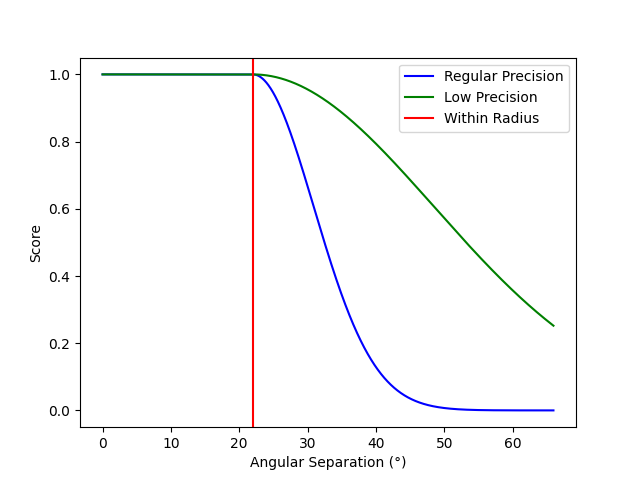 Regular Precision
Low Precision
Within Radius
Score
1.0
0.8
0.6
0.4
0.2
0.0
0 10 20 30 40 50 60
Angular Separation (°)